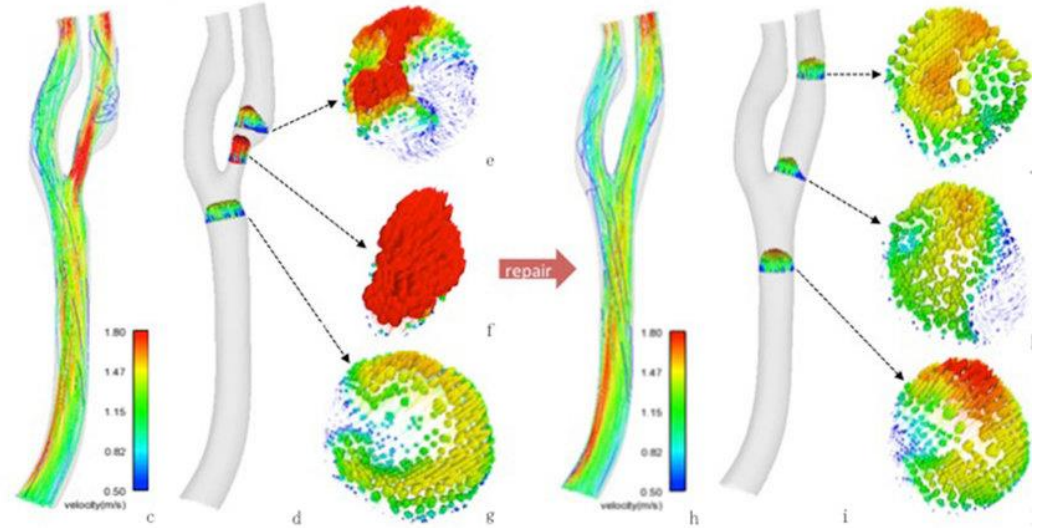 e
f
repair
1.80
1.47
1.15
0.82
0.50
velocity(m/s)
c
d
g
1.80
1.47
1.15
0.82
0.50
velocity(m/s)
h
i